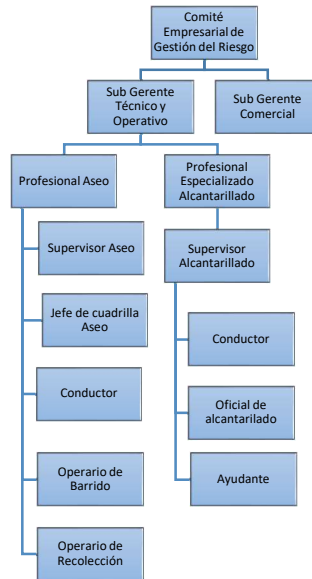 Comité
Empresarial de
Gestión del Riesgo
Sub Gerente
Técnico y
Operativo
Sub Gerente
Comercial
Profesional Aseo
Profesional
Especializado
Alcantarillado
Supervisor Aseo
Supervisor
Alcantarillado
Jefe de cuadrilla
Aseo
Conductor
Conductor
Oficial de
alcantarilado
Operario de
Barrido
Ayudante
Operario de
Recolección